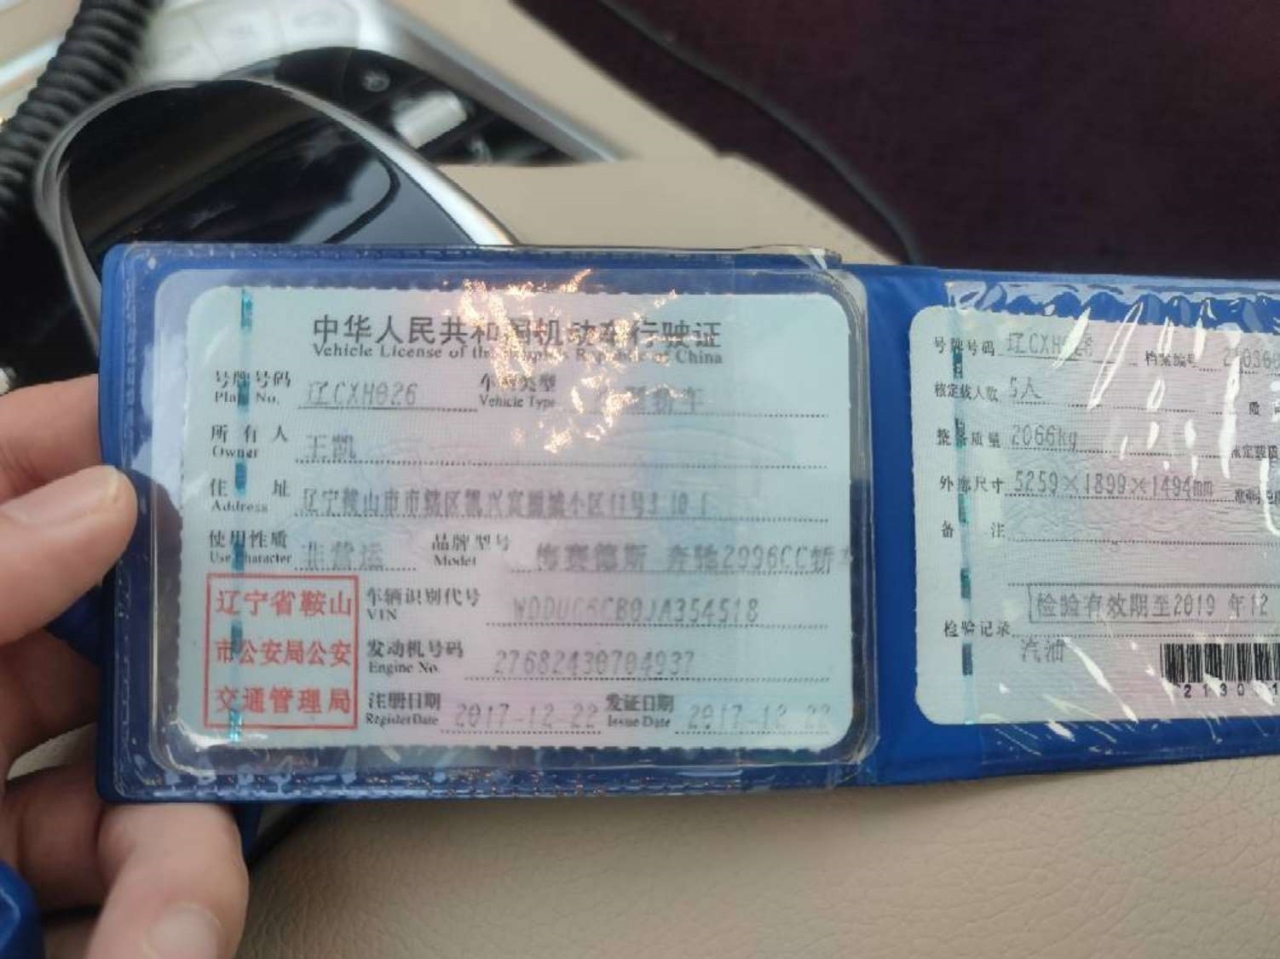 中华人民共和国机动车行驶证
Vehicle License of the People's Republic of China
号牌号码 辽CXH026 车辆类型
Plate No. Vehicle Type
所有人 王凯
Owner
住址 辽宁鞍山市市辖区
Address
使用性质 非营运 品牌型号 梅赛德斯 奔驰2996CC轿
Use Character Model
辽宁省鞍山
市公安局公安
交通管理局
车辆识别代号
VIN
发动机号码 27682430704937
Engine No.
注册日期 2017-12-22 发证日期 2017-12-22
Register Date Issue Date
号牌号码 辽CXH 档案编号
核定载人数 5人
整备质量 2066kg
外廓尺寸 5259×1899×1494mm
备注
检验有效期至2019 年12
检验记录
汽油